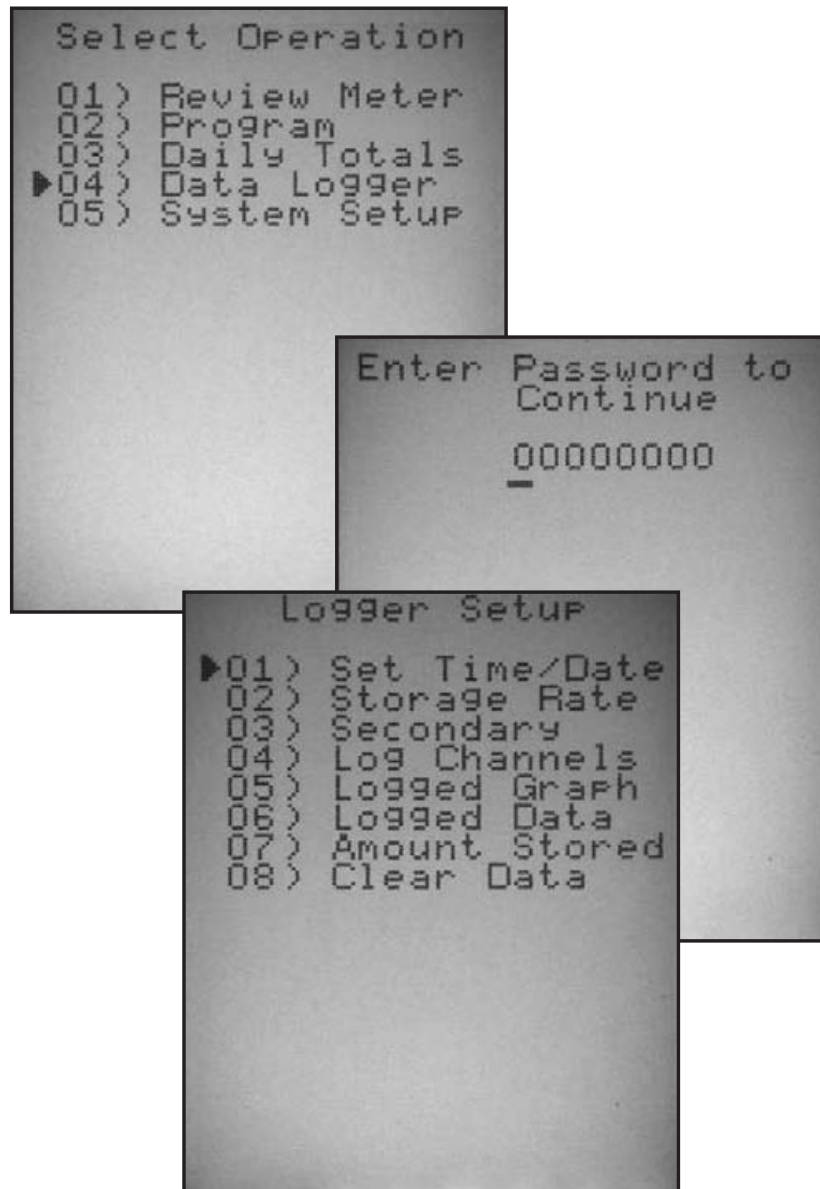 Select Operation
01) Review Meter
02) Program
03) Daily Totals
04) Data Logger
05) System Setup
Enter Password to
Continue
00000000
Logger Setup
01) Set Time/Date
02) Storage Rate
03) Secondary
04) Log Channels
05) Logged Graph
06) Logged Data
07) Amount Stored
08) Clear Data